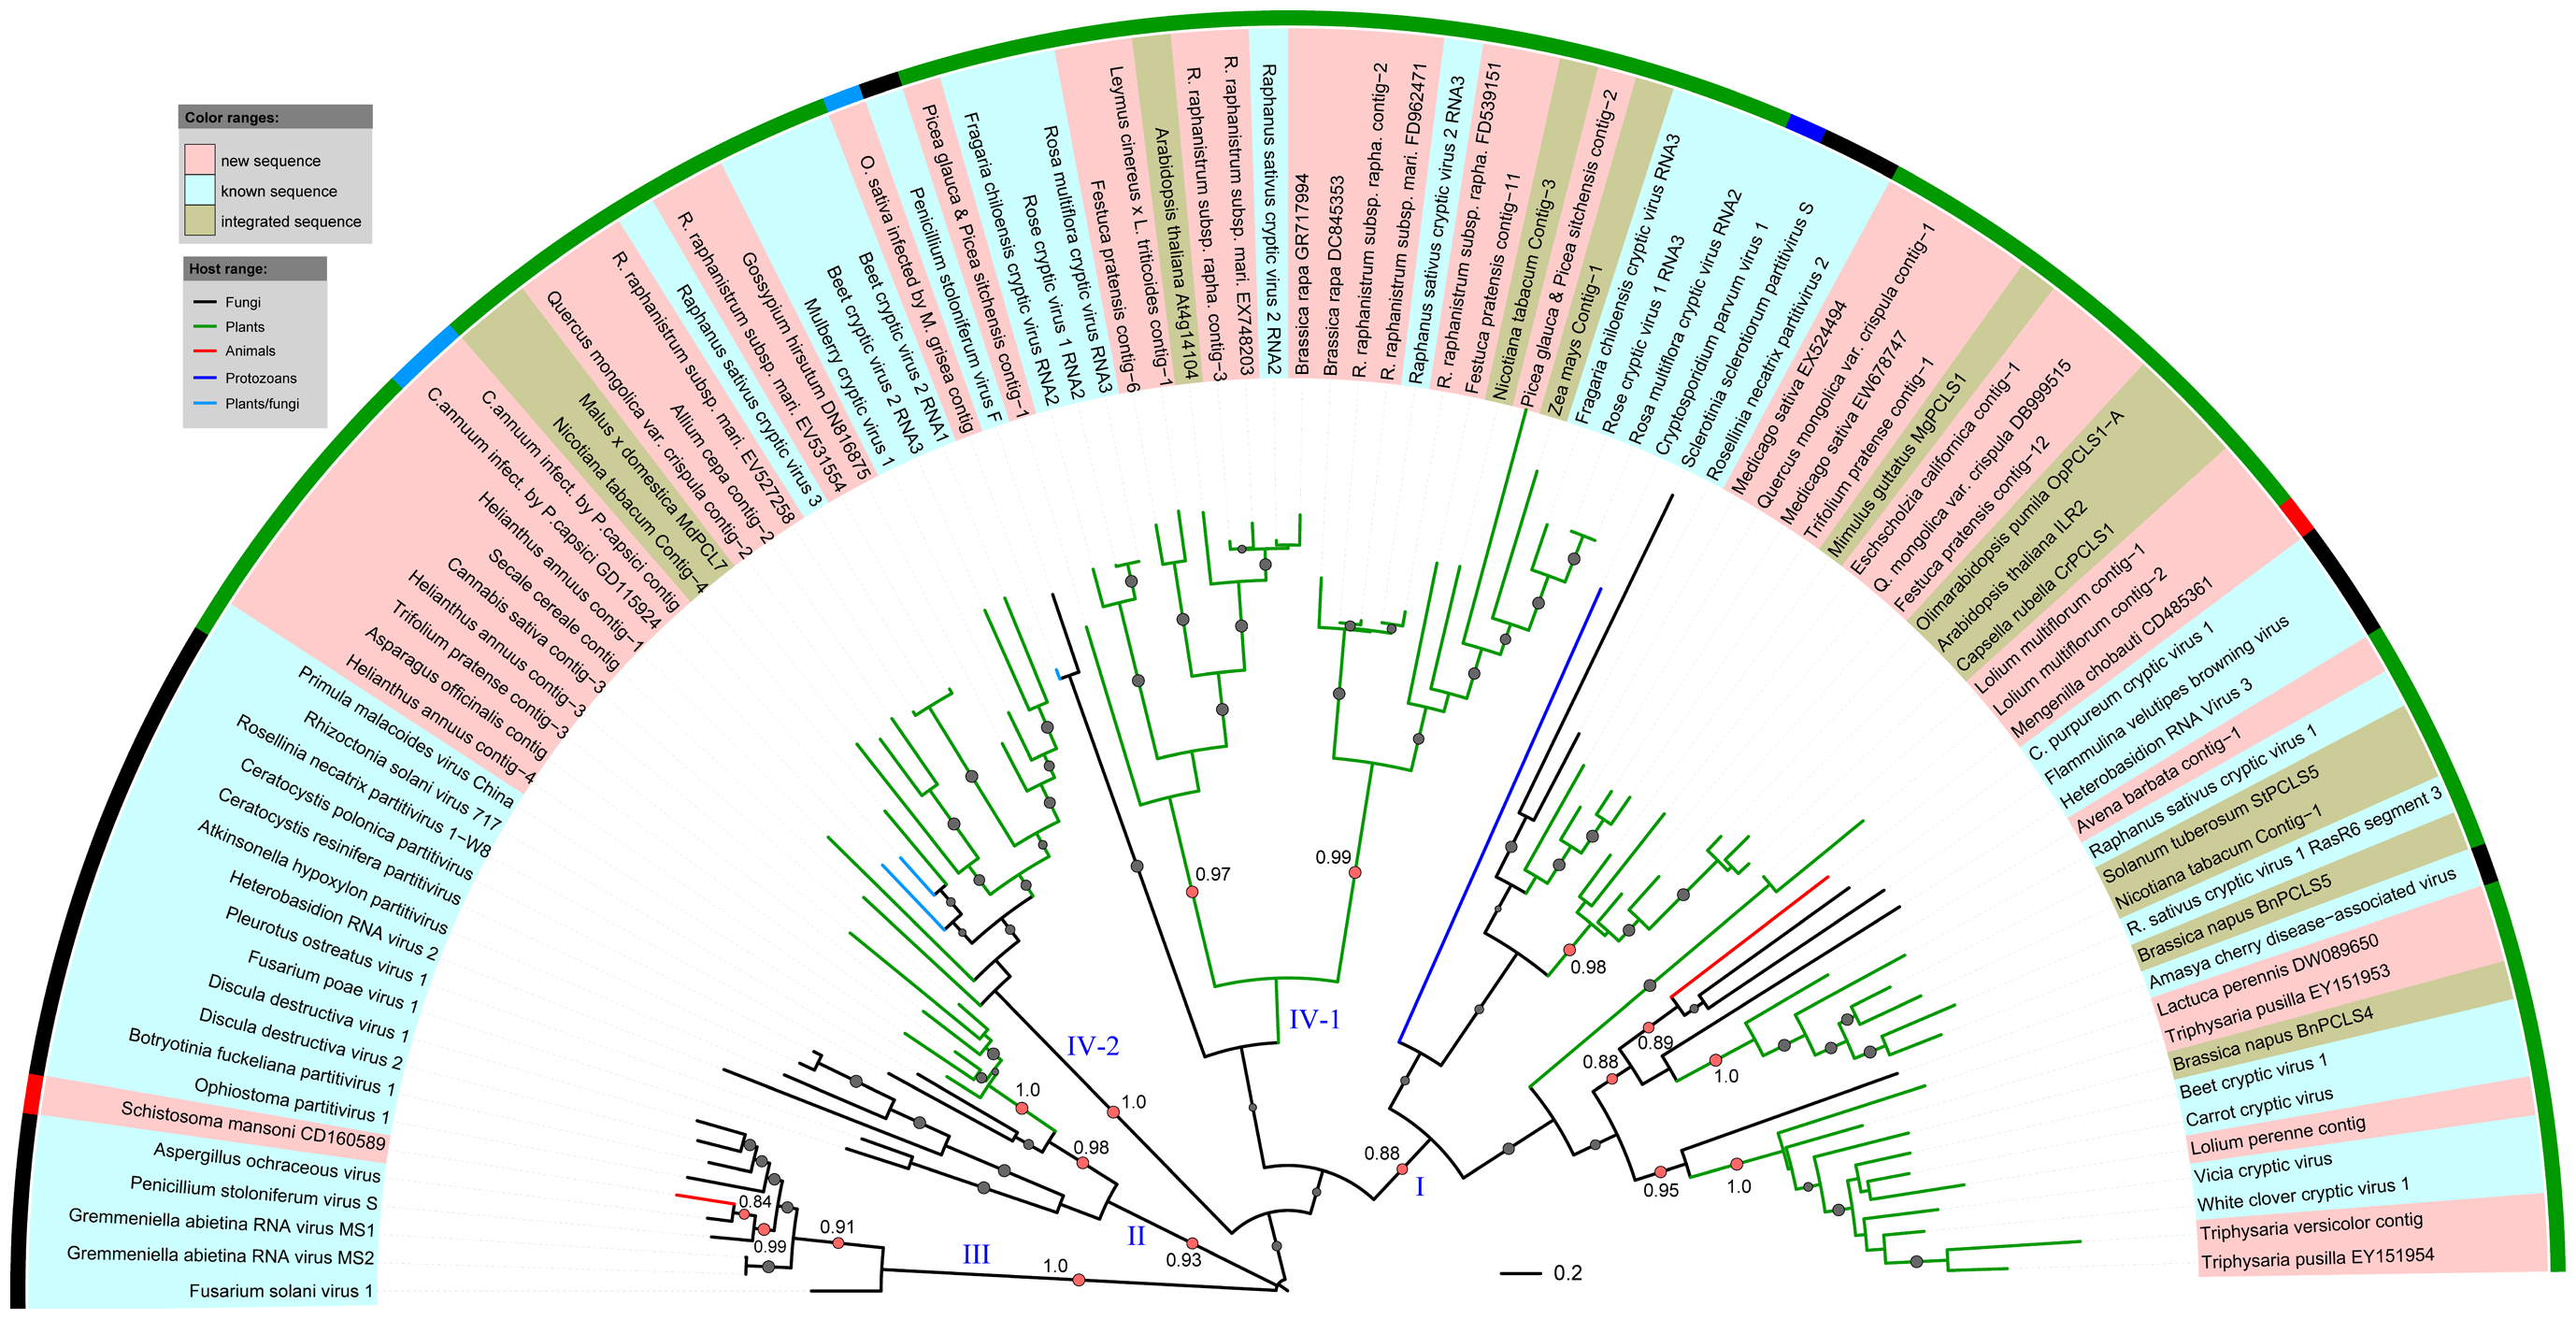 Color ranges:
new sequence
known sequence
integrated sequence
Host range:
Fungi
Plants
Animals
Protozoans
Plants/fungi
Fusarium solani virus 1
Gremmeniella abietina RNA virus MS2
Gremmeniella abietina RNA virus MS1
Penicillium stoloniferum virus S
Aspergillus ochraceous virus
Schistosoma mansoni CD160589
Ophiostoma partitivirus 1
Botryotinia fuckeliana partitivirus 1
Discula destructiva virus 2
Discula destructiva virus 1
Fusarium poae virus 1
Pleurotus ostreatus virus 1
Heterobasidion RNA virus 2
Atkinsonella hypoxylon partitivirus
Ceratocystis resinifera partitivirus
Ceratocystis polonica partitivirus
Rosellinia necatrix partitivirus 1−W8
Rhizoctonia solani virus 717
Primula malacoides virus China
Helianthus annuus contig−4
Asparagus officinalis contig
Trifolium pratense contig−3
Helianthus annuus contig−3
Cannabis sativa contig−3
Secale cereale contig
Helianthus annuus contig−1
C.annuum infect. by P.capsici GD115924
C.annuum infect. by P.capsici contig
Nicotiana tabacum Contig−4
Malus x domestica MdPCL7
Quercus mongolica var. crispula contig−2
Allium cepa contig−2
R. raphanistrum subsp. mari. EV527258
Raphanus sativus cryptic virus 3
R. raphanistrum subsp. mari. EV531554
Gossypium hirsutum DN816875
Mulberry cryptic virus 1
Beet cryptic virus 2 RNA3
Beet cryptic virus 2 RNA1
O. sativa infected by M. grisea contig
Penicillium stoloniferum virus F
Picea glauca & Picea sitchensis contig−1
Fragaria chiloensis cryptic virus RNA2
Rose cryptic virus 1 RNA2
Rosa multiflora cryptic virus RNA3
Festuca pratensis contig−6
Leymus cinereus x L. triticoides contig−1
Arabidopsis thaliana At4g14104
R. raphanistrum subsp. rapha. contig−3
R. raphanistrum subsp. mari. EX748203
Raphanus sativus cryptic virus 2 RNA2
Brassica rapa GR717994
Brassica rapa DC845353
R. raphanistrum subsp. rapha. contig−2
R. raphanistrum subsp. mari. FD962471
Raphanus sativus cryptic virus 2 RNA3
R. raphanistrum subsp. rapha. FD539151
Festuca pratensis contig−11
Nicotiana tabacum Contig−3
Picea glauca & Picea sitchensis contig−2
Zea mays Contig−1
Fragaria chiloensis cryptic virus RNA3
Rose cryptic virus 1 RNA3
Rosa multiflora cryptic virus RNA2
Cryptosporidium parvum virus 1
Sclerotinia sclerotiorum partitivirus S
Rosellinia necatrix partitivirus 2
Medicago sativa EX524494
Quercus mongolica var. crispula contig−1
Medicago sativa EW678747
Trifolium pratense contig−1
Mimulus guttatus MgPCLS1
Eschscholzia californica contig−1
Q. mongolica var. crispula DB999515
Festuca pratensis contig−12
Olimarabidopsis pumila OpPCLS1−A
Arabidopsis thaliana ILR2
Capsella rubella CrPCLS1
Lolium multiflorum contig−1
Lolium multiflorum contig−2
Mengenilla chobauti CD485361
C. purpureum cryptic virus 1
Flammulina velutipes browning virus
Heterobasidion RNA Virus 3
Avena barbata contig−1
Raphanus sativus cryptic virus 1
Solanum tuberosum StPCLS5
Nicotiana tabacum Contig−1
R. sativus cryptic virus 1 RasR6 segment 3
Brassica napus BnPCLS5
Amasya cherry disease−associated virus
Lactuca perennis DW089650
Triphysaria pusilla EY151953
Brassica napus BnPCLS4
Beet cryptic virus 1
Carrot cryptic virus
Lolium perenne contig
Vicia cryptic virus
White clover cryptic virus 1
Triphysaria versicolor contig
Triphysaria pusilla EY151954
0.97
0.99
0.98
IV-1
IV-2
1.0
1.0
0.98
0.88
0.89
1.0
0.88
I
0.95
1.0
0.84
0.99
0.91
III
1.0
II
0.93
0.2